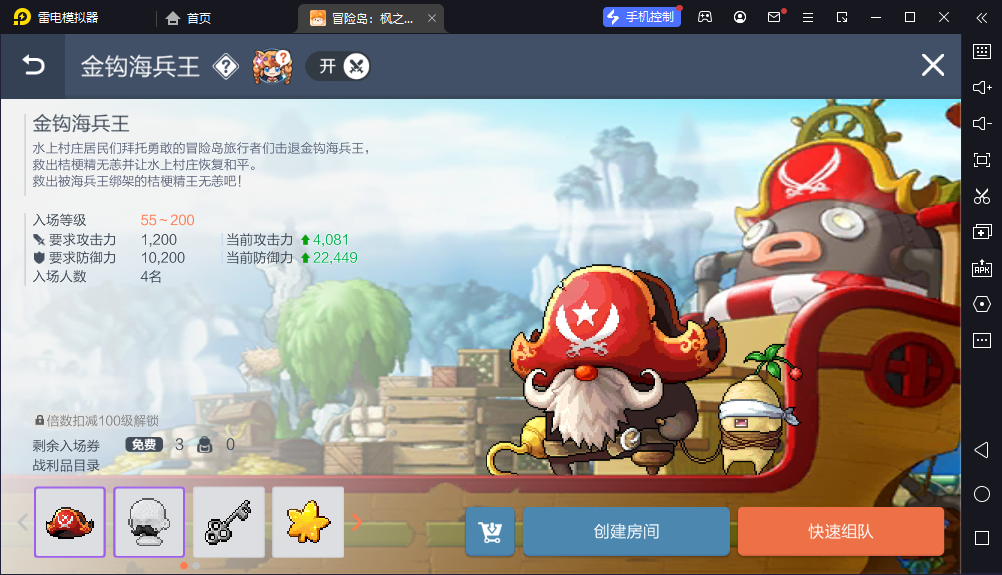 雷电模拟器
首页
冒险岛：枫之...
手机控制
金钩海兵王
开
金钩海兵王
水上村庄居民们拜托勇敢的冒险岛旅行者们击退金钩海兵王，
救出桔梗精无恙并让水上村庄恢复和平。
救出被海兵王绑架的桔梗精王无恙吧！
入场等级 55~200
要求攻击力 1,200 当前攻击力 4,081
要求防御力 10,200 当前防御力 22,449
入场人数 4名
倍数扣减100级解锁
剩余入场券 免费 3 0
战利品目录
创建房间
快速组队
APK